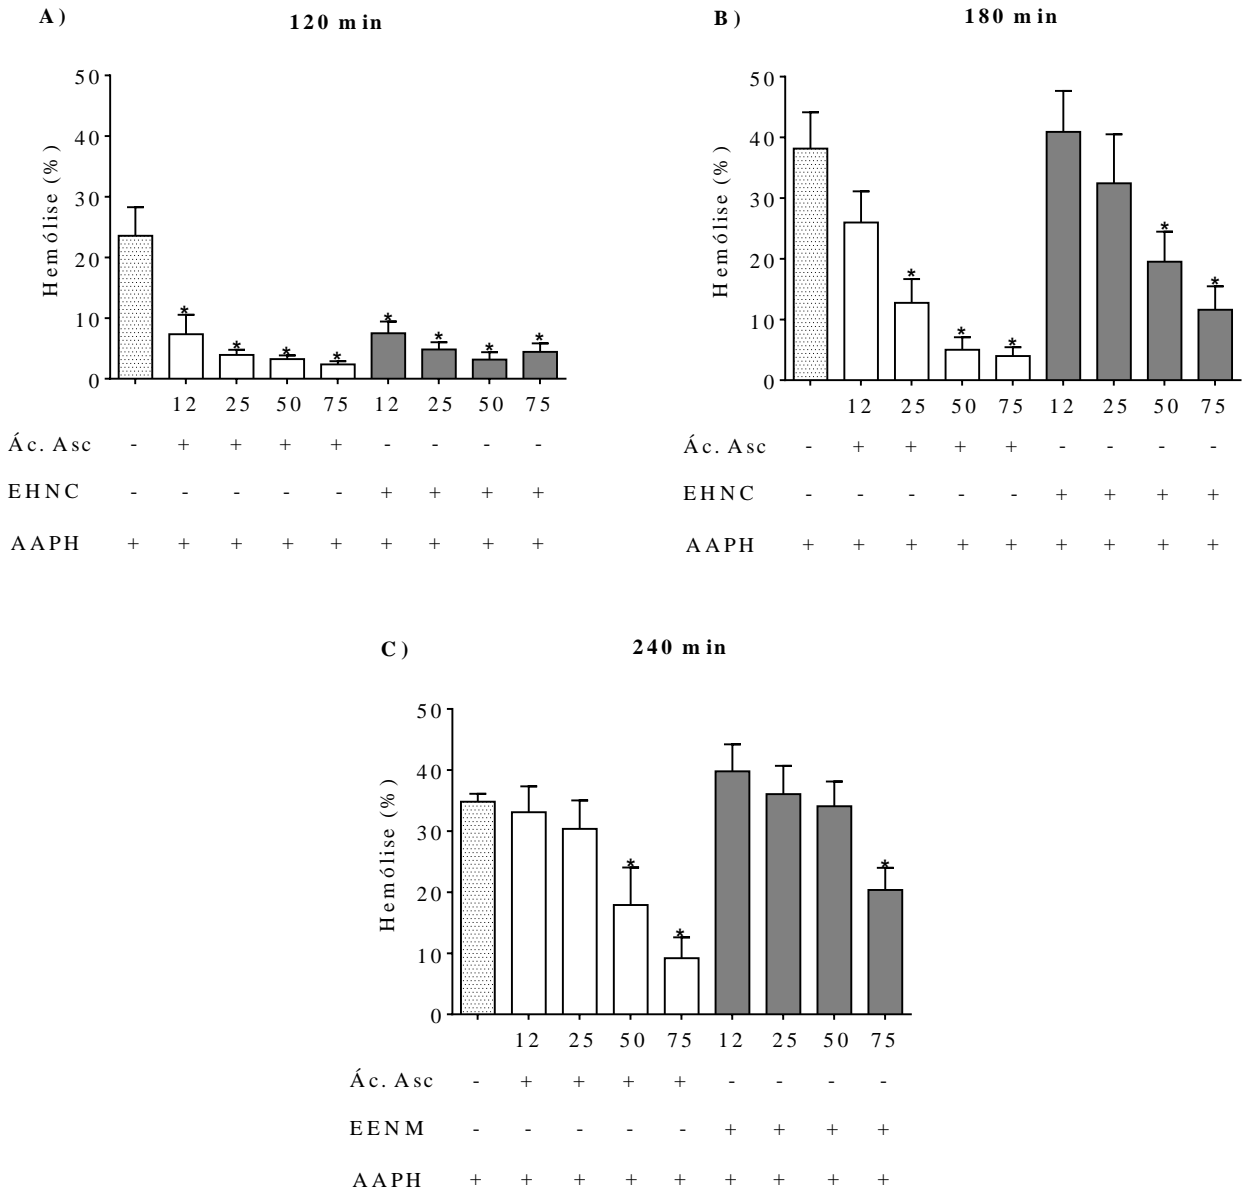 A)
120 min
Hemólise (%)
50
40
30
20
10
0
* * * * * * * *
12 25 50 75 12 25 50 75
Ác. Asc - + + + + - - - -
EHNC - - - - - + + + +
AAPH + + + + + + + + +
B)
180 min
Hemólise (%)
50
40
30
20
10
0
* * * * *
12 25 50 75 12 25 50 75
Ác. Asc - + + + + - - - -
EHNC - - - - - + + + +
AAPH + + + + + + + + +
C)
240 min
Hemólise (%)
50
40
30
20
10
0
* * *
12 25 50 75 12 25 50 75
Ác. Asc - + + + + - - - -
EENM - - - - - + + + +
AAPH + + + + + + + + +